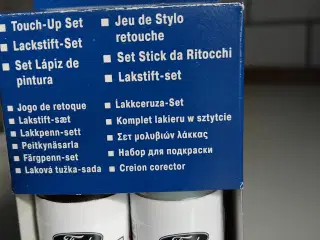 Touch-Up Set
Lackstift-Set
Set Lápiz de
pintura
Jeu de Stylo
retouche
Set Stick da Ritocchi
Lakstift-set
Jogo de retoque
Lakstift-sæt
Lakkpenn-sett
Peitkynäsarla
Färgpenn-set
Laková tužka-sada
Lakkceruza-Set
Komplet lakieru w sztytcie
Σετ μολυβιών λάκας
Набор для подкраски
Creion corector
Ford